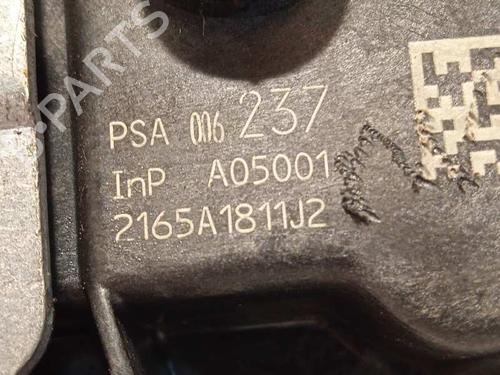 PARTS
PSA 006 237
InP A05001
2165A1811J2